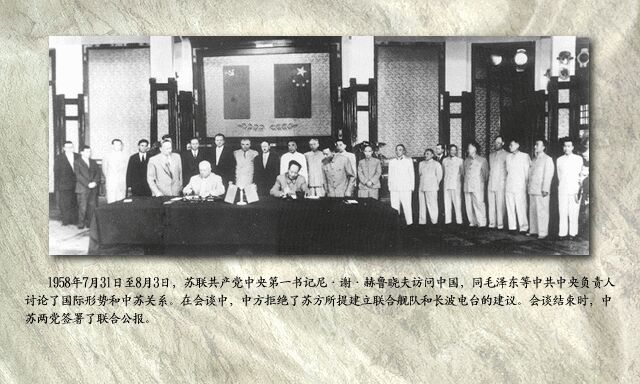 1958年7月31日至8月3日，苏联共产党中央第一书记尼·谢·赫鲁晓夫访问中国，同毛泽东等中共中央负责人
讨论了国际形势和中苏关系。在会谈中，中方拒绝了苏方所提建立联合舰队和长波电台的建议。会谈结束时，中
苏两党签署了联合公报。